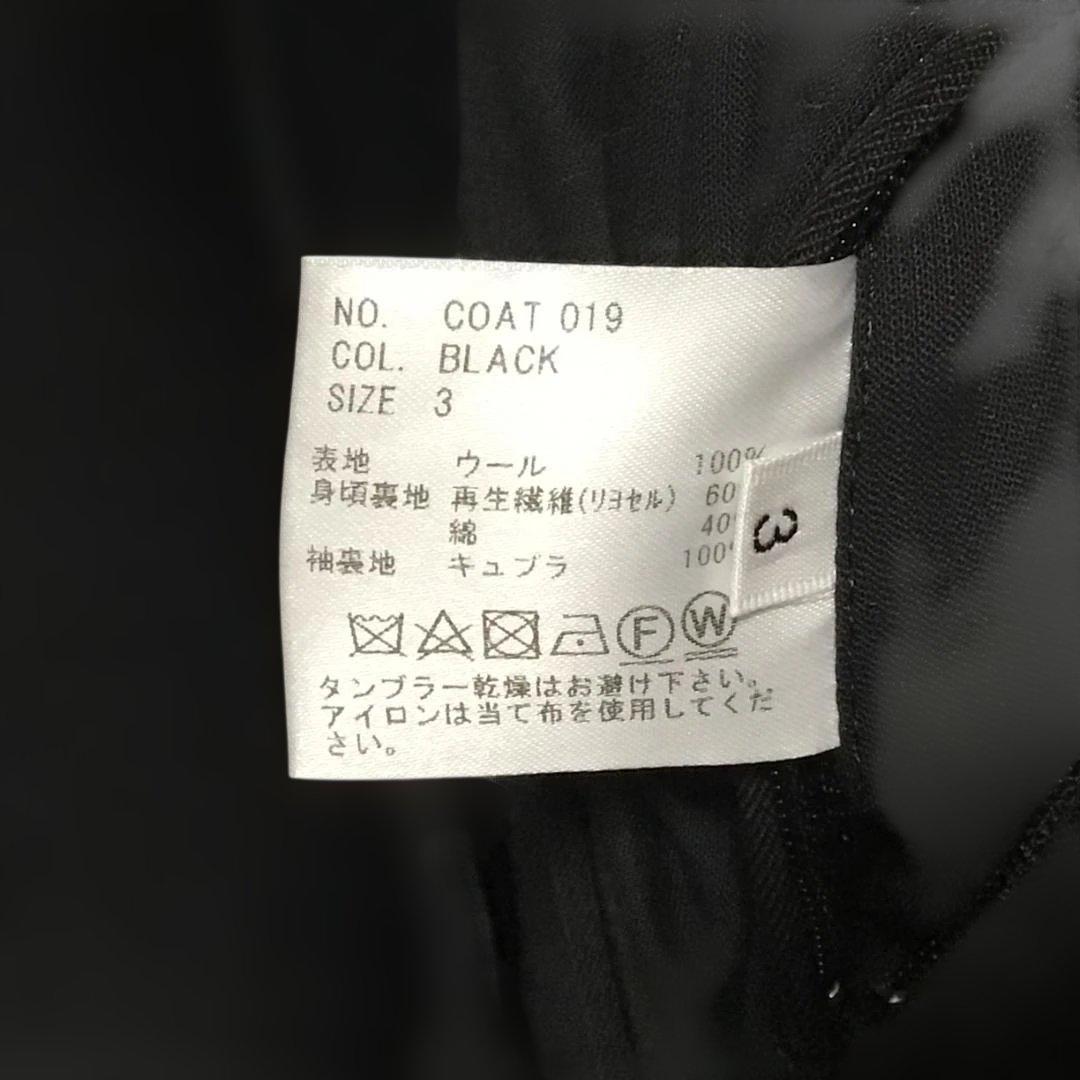 NO. COAT 019
COL. BLACK
SIZE 3
表地 ウール 100%
身頃裏地 再生繊維(リヨセル) 60
綿 40
袖裏地 キュプラ 100
3
F W
タンブラー乾燥はお避け下さい。
アイロンは当て布を使用してくだ
さい。